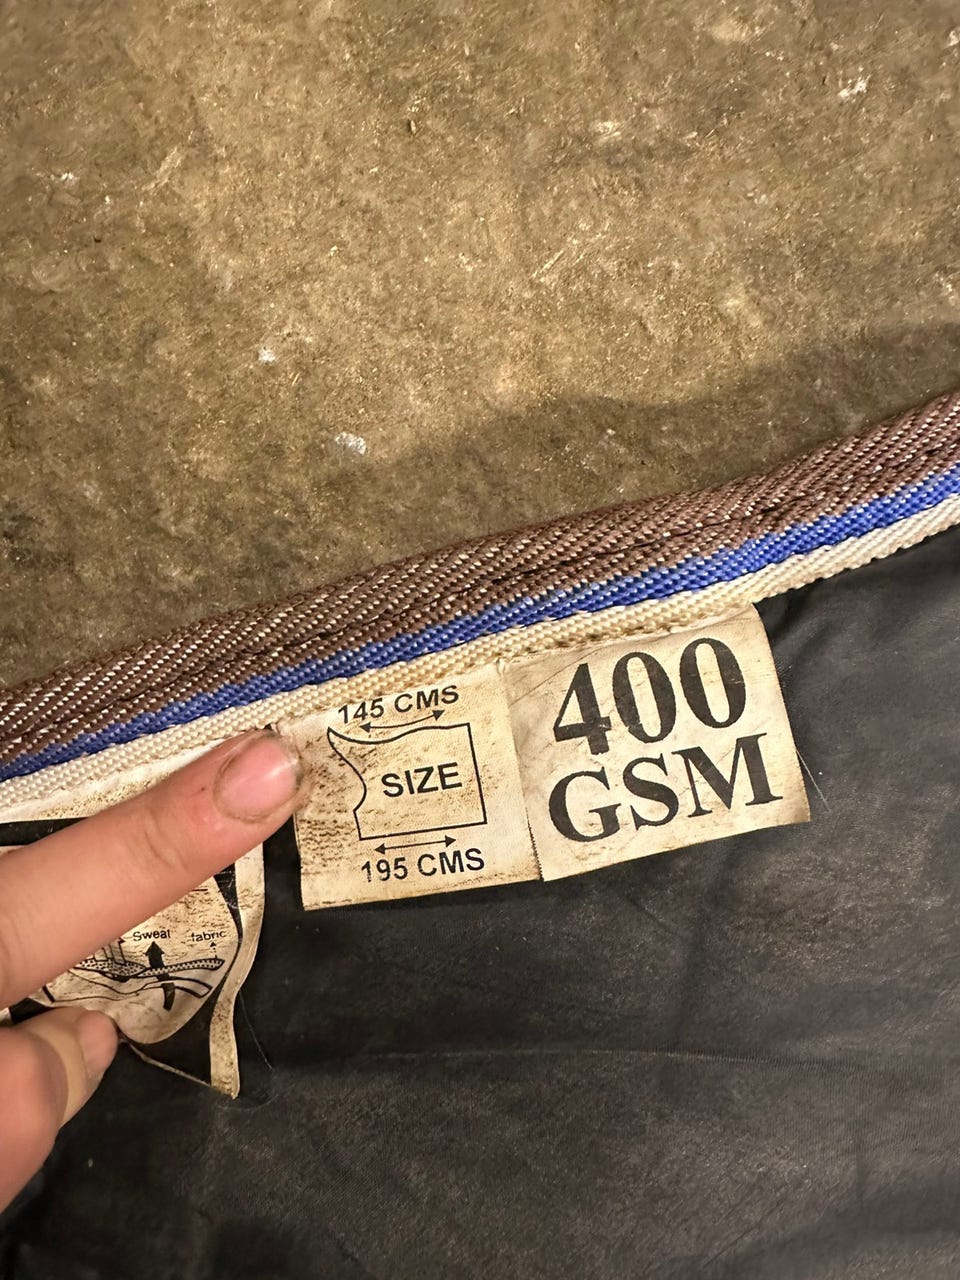 145 CMS
SIZE
195 CMS
400
GSM
Sweat fabric